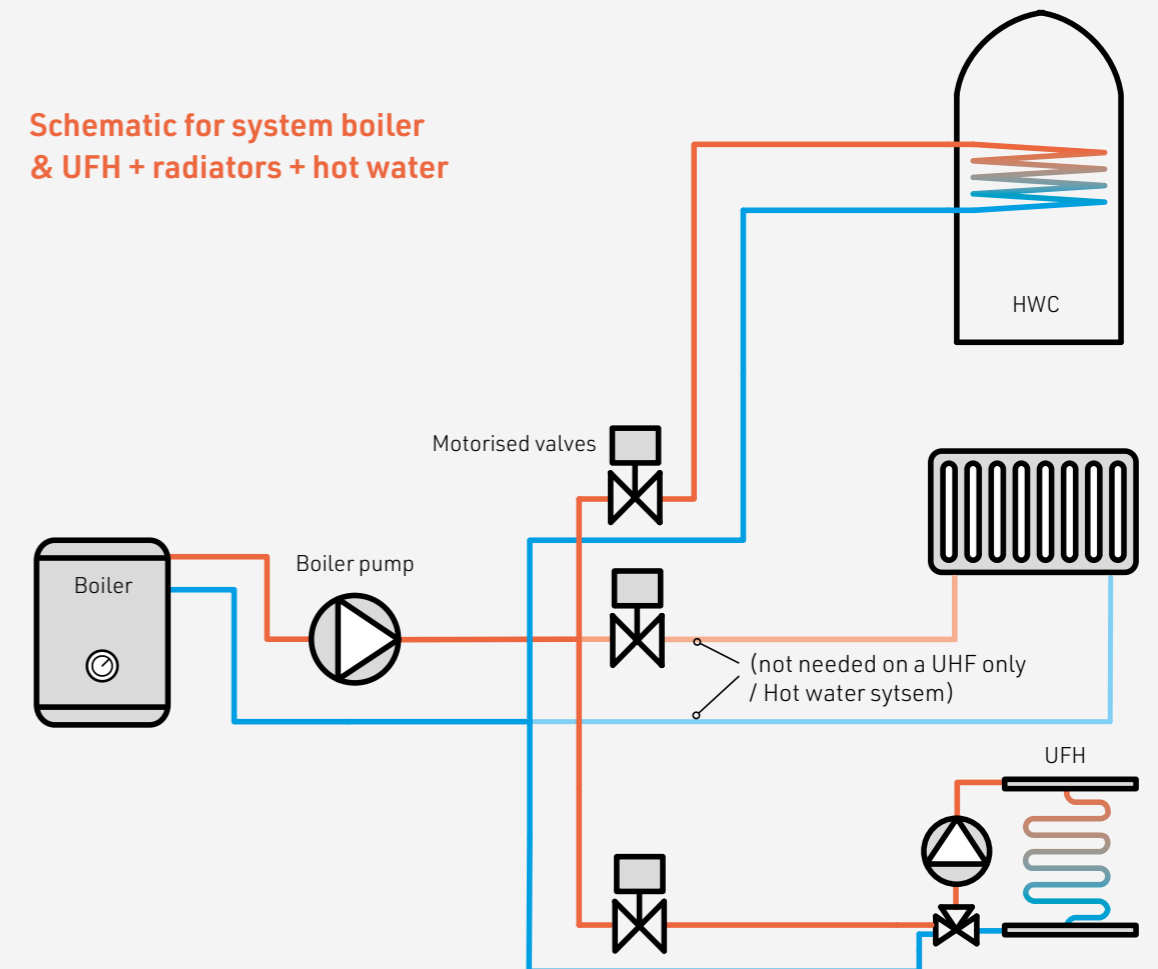 Schematic for system boiler
& UFH + radiators + hot water
HWC
Motorised valves
Boiler pump
Boiler
(not needed on a UHF only
/ Hot water sytsem)
UFH